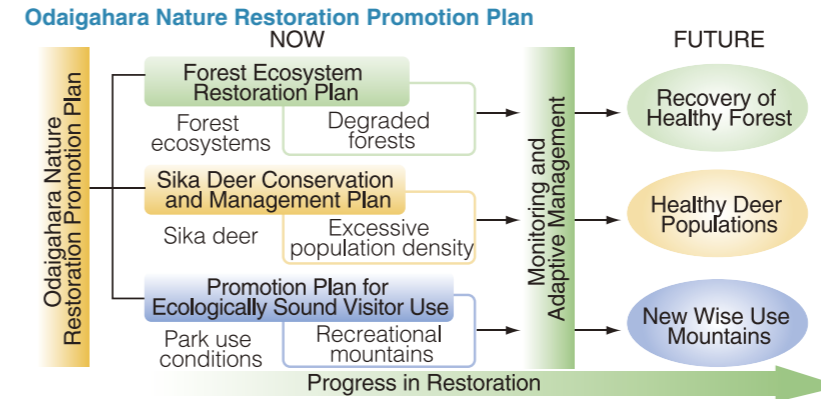 Odaigahara Nature Restoration Promotion Plan
NOW
FUTURE
Odaigahara Nature
Restoration Promotion Plan
Forest Ecosystem
Restoration Plan
Forest
ecosystems
Degraded
forests
Sika Deer Conservation
and Management Plan
Sika deer
Excessive
population density
Promotion Plan for
Ecologically Sound Visitor Use
Park use
conditions
Recreational
mountains
Monitoring and
Adaptive Management
Recovery of
Healthy Forest
Healthy Deer
Populations
New Wise Use
Mountains
Progress in Restoration